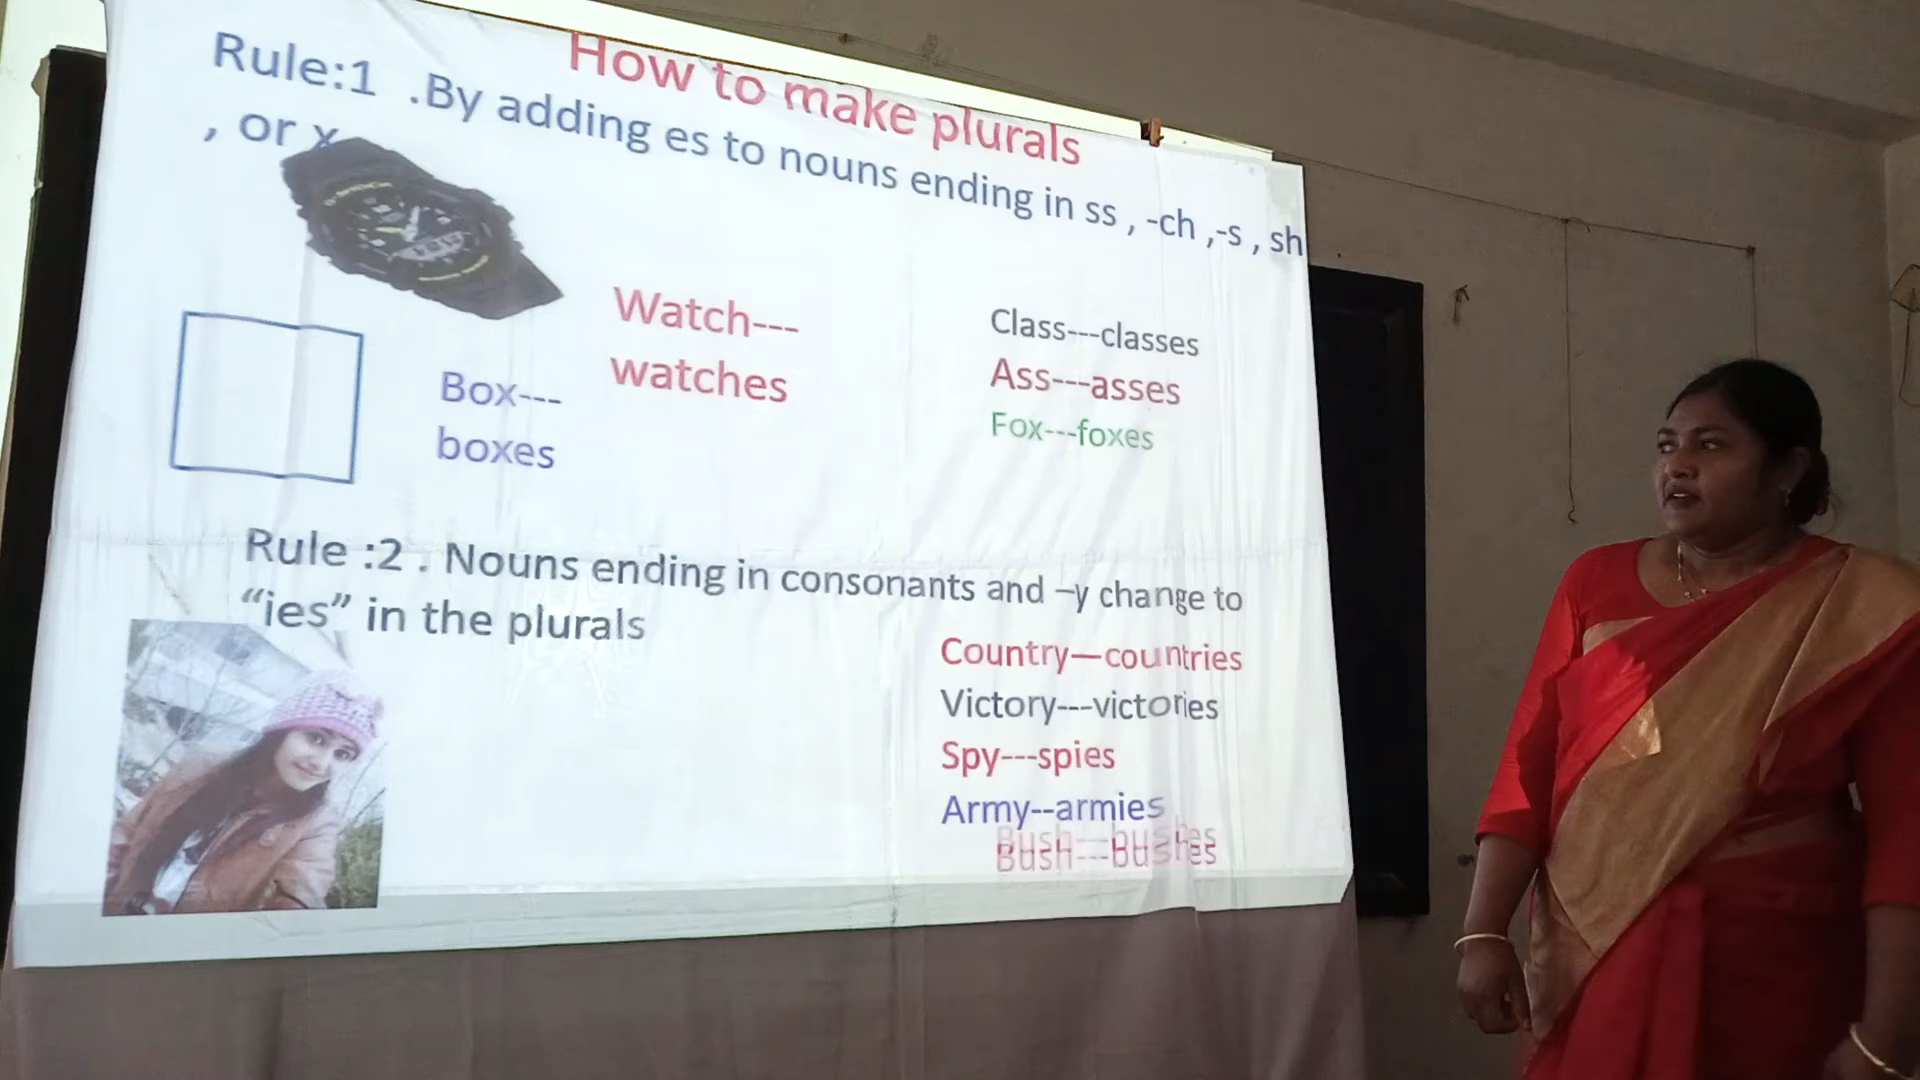 How to make plurals
Rule:1 .By adding es to nouns ending in ss , -ch ,-s , sh
, or x
Watch---
watches
Box---
boxes
Class---classes
Ass---asses
Fox---foxes
Rule :2 . Nouns ending in consonants and –y change to
“ies” in the plurals
Country—countries
Victory---victories
Spy---spies
Army--armies
Bush---bushes